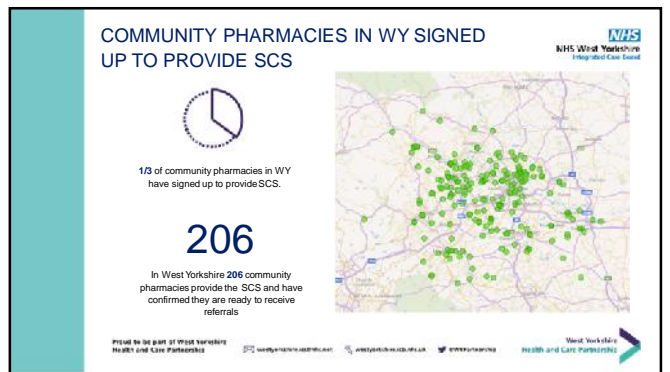 COMMUNITY PHARMACIES IN WY SIGNED
UP TO PROVIDE SCS
NHS
NHS West Yorkshire
Integrated Care Board
1/3 of community pharmacies in WY
have signed up to provide SCS.
206
In West Yorkshire 206 community
pharmacies provide the SCS and have
confirmed they are ready to receive
referrals
Proud to be part of West Yorkshire
Health and Care Partnership
West Yorkshire
Health and Care Partnership